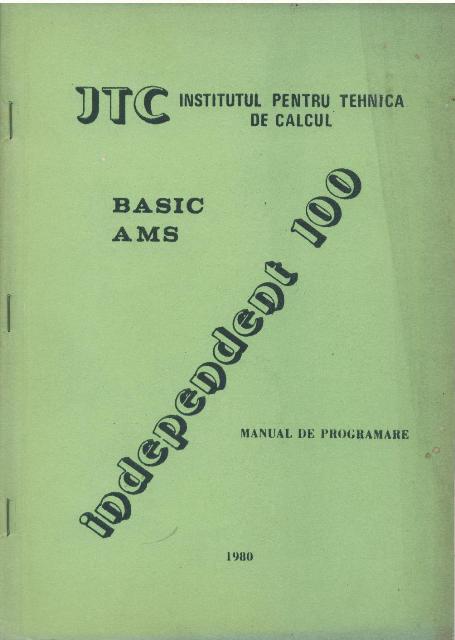 ITC INSTITUTUL PENTRU TEHNICA
DE CALCUL
BASIC
AMS
independent 100
MANUAL DE PROGRAMARE
1980